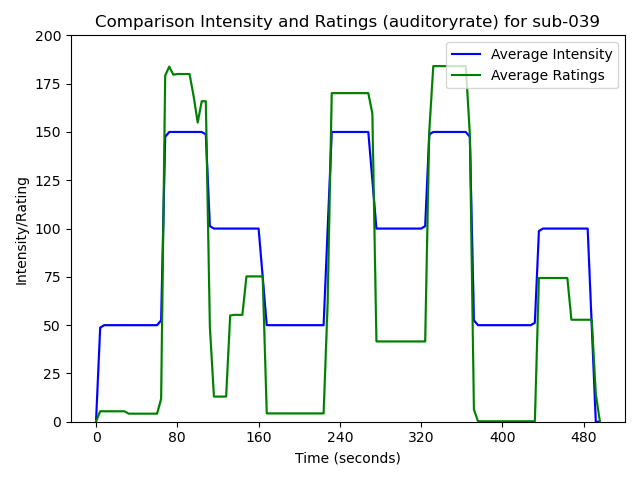 Comparison Intensity and Ratings (auditoryrate) for sub-039
Average Intensity
Average Ratings
Intensity/Rating
200
175
150
125
100
75
50
25
0
0 80 160 240 320 400 480
Time (seconds)